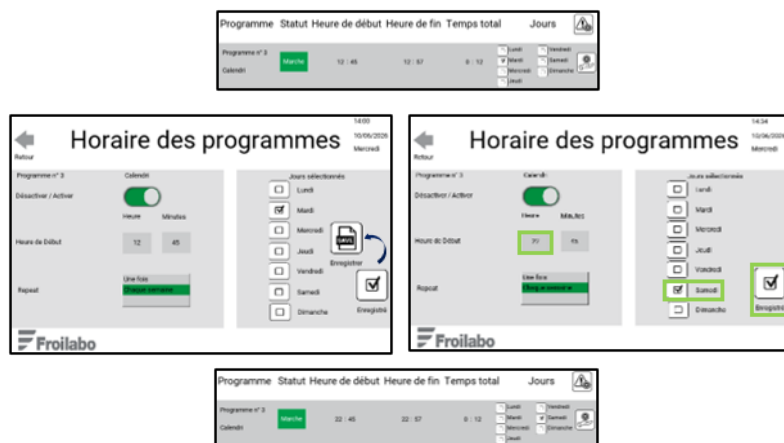 Programme Statut Heure de début Heure de fin Temps total Jours
Programme n° 3
Calendri
Marche
12 : 45
12 : 57
0 : 12
Lundi
Mardi
Mercredi
Jeudi
Vendredi
Samedi
Dimanche
Retour
Horaire des programmes
14:00
10/06/2026
Mercredi
Programme n° 3
Calendri
Désactiver / Activer
Heure
Minutes
Heure de Début
12
45
Repeat
Une fois
Chaque semaine
Jours sélectionnés
Lundi
Mardi
Mercredi
Jeudi
Vendredi
Samedi
Dimanche
Enregistrer
Enregistré
Froilabo
Retour
Horaire des programmes
14:34
10/06/2026
Mercredi
Programme n° 3
Calendri
Désactiver / Activer
Heure
Minutes
Heure de Début
Repeat
Une fois
Chaque semaine
Jours sélectionnés
Lundi
Mardi
Mercredi
Jeudi
Vendredi
Samedi
Dimanche
Enregistré
Froilabo
Programme Statut Heure de début Heure de fin Temps total Jours
Programme n° 3
Calendri
Marche
22 : 45
22 : 57
0 : 12
Lundi
Mardi
Mercredi
Jeudi
Vendredi
Samedi
Dimanche